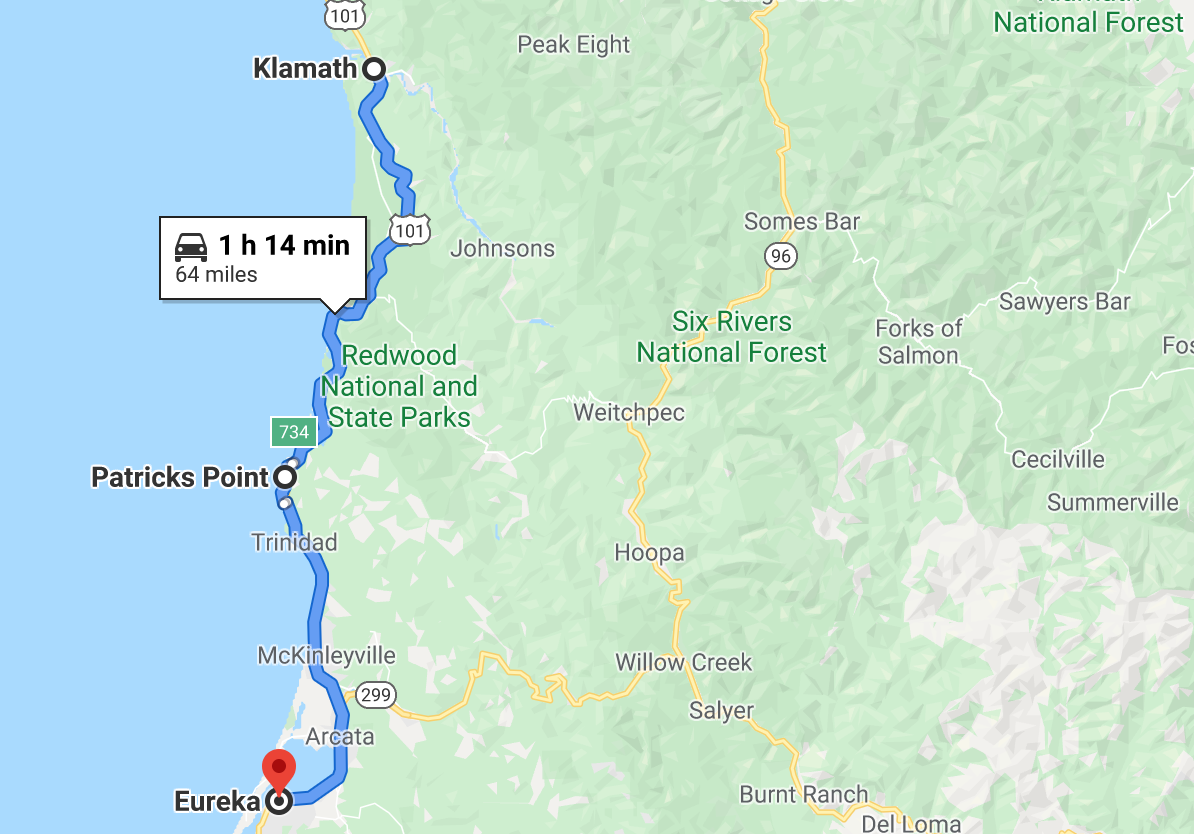 101
National Forest
Peak Eight
Klamath
Somes Bar
101
1 h 14 min
64 miles
Johnsons
96
Sawyers Bar
Six Rivers
National Forest
Forks of
Salmon
Redwood
National and
State Parks
Weitchpec
734
Cecilville
Patricks Point
Summerville
Trinidad
Hoopa
McKinleyville
Willow Creek
299
Salyer
Arcata
Eureka
Burnt Ranch
Del Loma